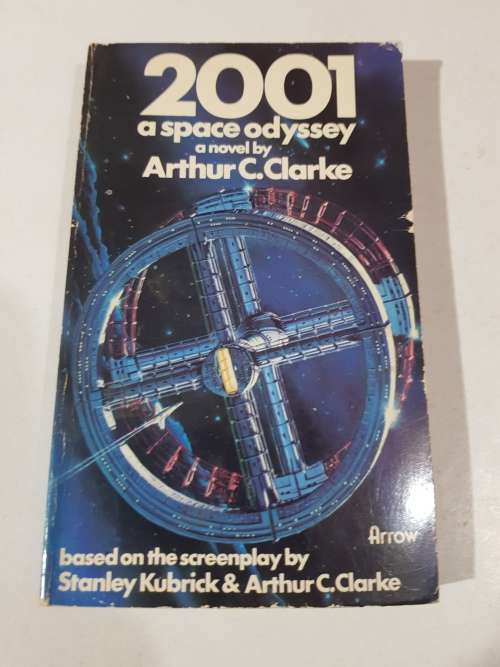 2001
a space odyssey
a novel by
Arthur C. Clarke
Arrow
based on the screenplay by
Stanley Kubrick & Arthur C. Clarke